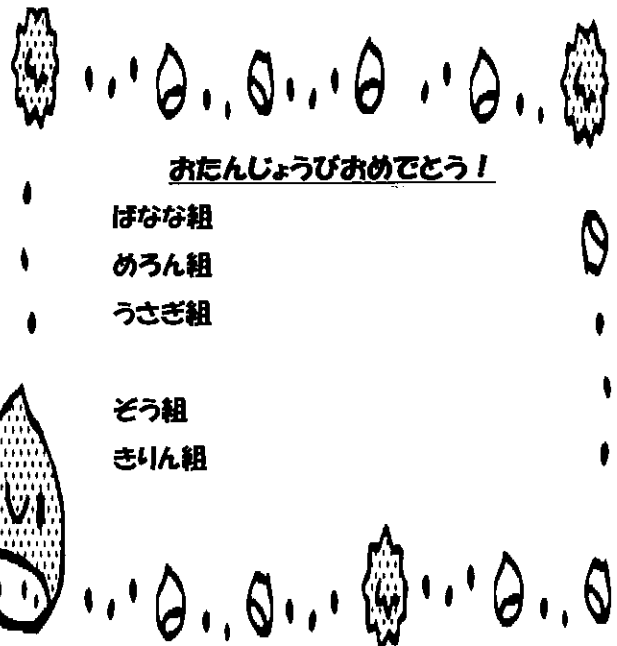 おたんじょうびおめでとう!
ばなな組
めろん組
うさぎ組
ぞう組
きりん組